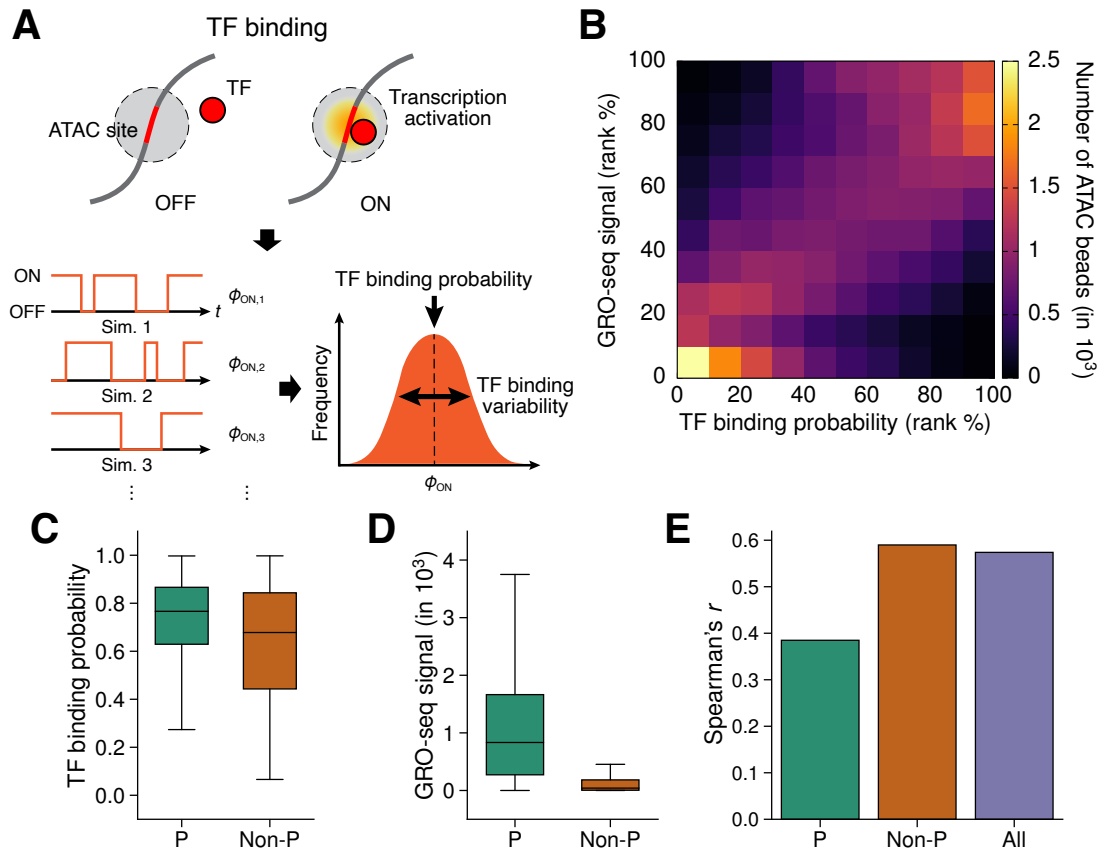 A
TF binding
TF
ATAC site
Transcription
activation
OFF
ON
ON
OFF
t
ϕON,1
Sim. 1
ϕON,2
Sim. 2
ϕON,3
Sim. 3
⋮
⋮
TF binding probability
TF binding
variability
Frequency
ϕON
B
GRO-seq signal (rank %)
100
80
60
40
20
0
0
20
40
60
80
100
TF binding probability (rank %)
2.5
2
1.5
1
0.5
0
Number of ATAC beads (in 10³)
C
TF binding probability
1.0
0.8
0.6
0.4
0.2
0.0
P
Non-P
D
GRO-seq signal (in 10³)
4
3
2
1
0
P
Non-P
E
Spearman's r
0.6
0.5
0.4
0.3
0.2
0.1
0.0
P
Non-P
All